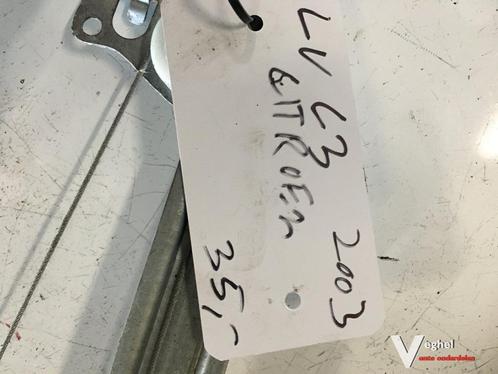 LV C3 2003
CITROEN
35,-
Veghel
auto onderdelen